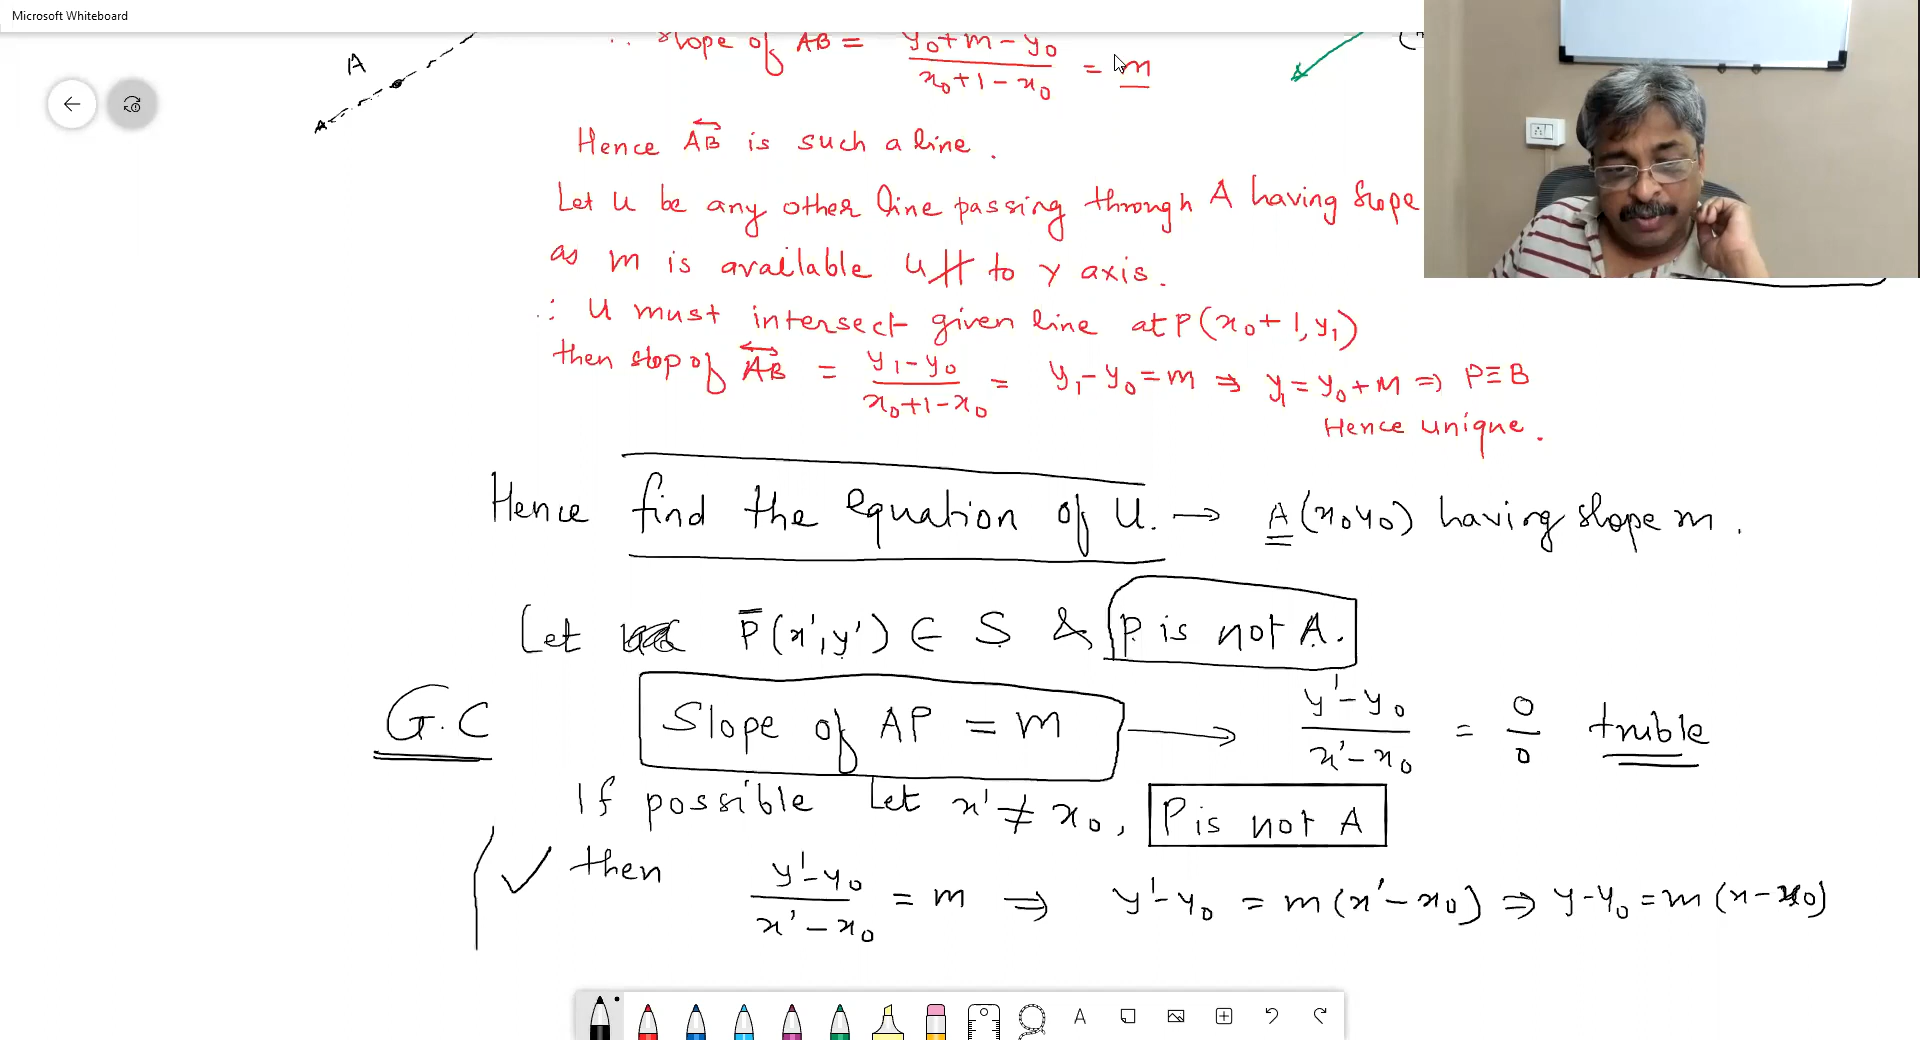 Microsoft Whiteboard
A
∴ slope of AB = (y₀+m-y₀)/(x₀+1-x₀) = m
Hence AB is such a line.
Let u be any other line passing through A having slope
as m is available u ∦ to y axis.
∴ u must intersect given line at P(x₀+1, y₁)
then slop of AB = (y₁-y₀)/(x₀+1-x₀) = y₁-y₀=m ⇒ y₁=y₀+m ⇒ P≡B
Hence unique.
Hence find the equation of u. → A(x₀y₀) having slope m.
Let P(x',y') ∈ S & P is not A.
G.C Slope of AP = m → (y'-y₀)/(x'-x₀) = 0/0 trible
If possible Let x' ≠ x₀, P is not A
✓ then (y'-y₀)/(x'-x₀) = m ⇒ y'-y₀ = m(x'-x₀) ⇒ y-y₀=m(x-x₀)
A